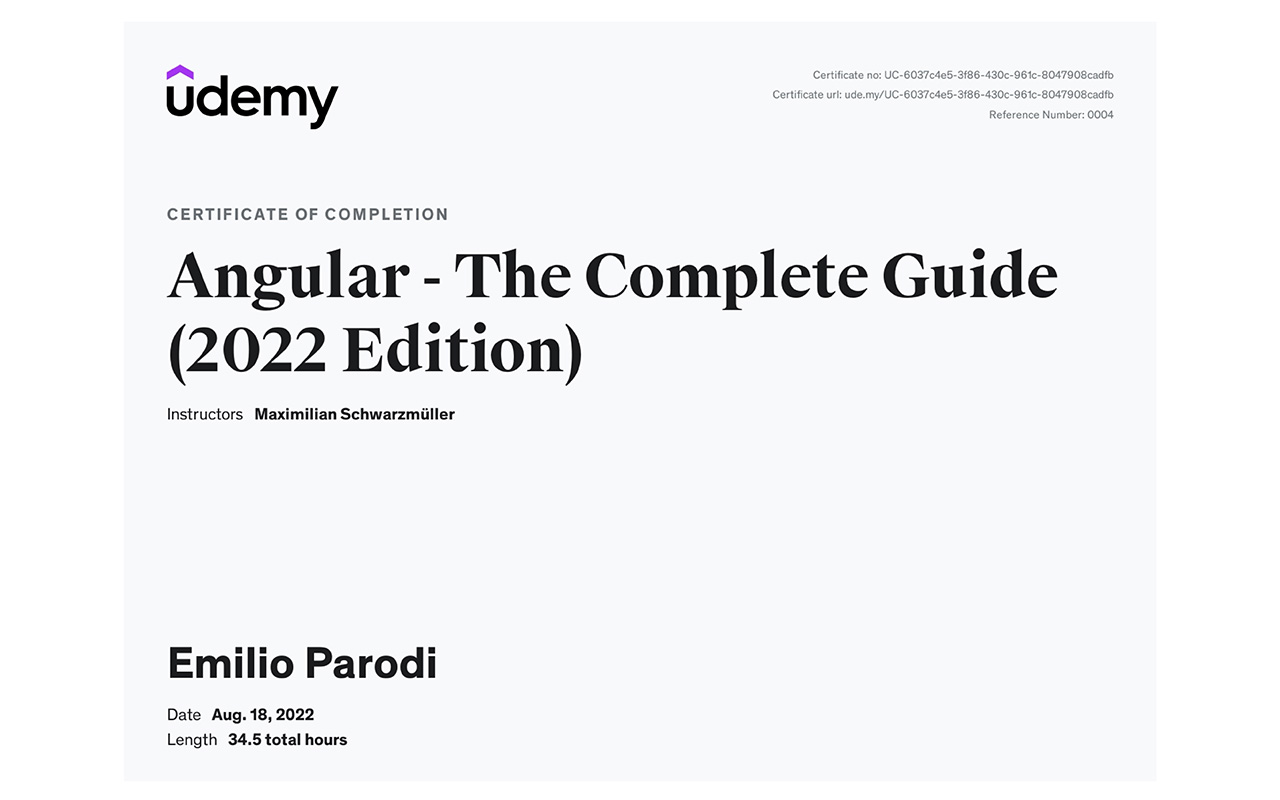 udemy
Certificate no: UC-6037c4e5-3f86-430c-961c-8047908cadfb
Certificate url: ude.my/UC-6037c4e5-3f86-430c-961c-8047908cadfb
Reference Number: 0004
CERTIFICATE OF COMPLETION
Angular - The Complete Guide
(2022 Edition)
Instructors Maximilian Schwarzmüller
Emilio Parodi
Date Aug. 18, 2022
Length 34.5 total hours